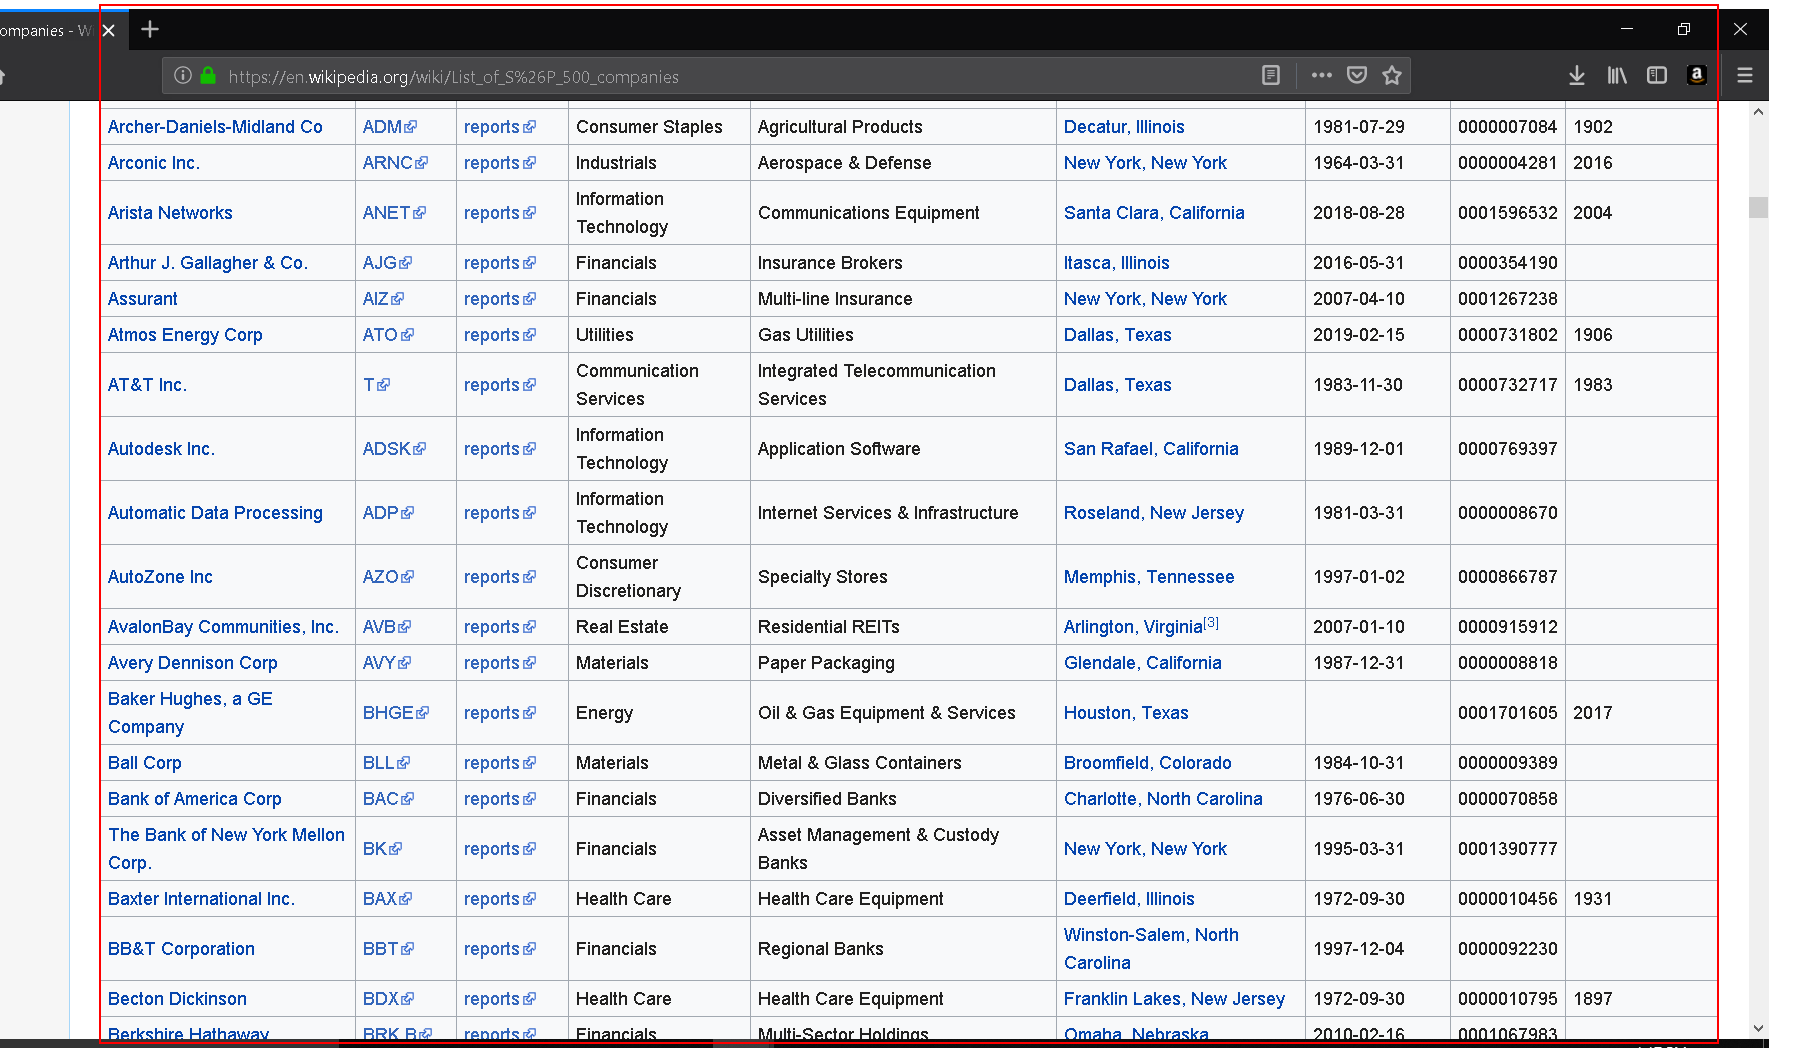 ompanies - W
https://en.wikipedia.org/wiki/List_of_S%26P_500_companies
Archer-Daniels-Midland Co ADM reports Consumer Staples Agricultural Products Decatur, Illinois 1981-07-29 0000007084 1902
Arconic Inc. ARNC reports Industrials Aerospace & Defense New York, New York 1964-03-31 0000004281 2016
Arista Networks ANET reports Information Technology Communications Equipment Santa Clara, California 2018-08-28 0001596532 2004
Arthur J. Gallagher & Co. AJG reports Financials Insurance Brokers Itasca, Illinois 2016-05-31 0000354190
Assurant AIZ reports Financials Multi-line Insurance New York, New York 2007-04-10 0001267238
Atmos Energy Corp ATO reports Utilities Gas Utilities Dallas, Texas 2019-02-15 0000731802 1906
AT&T Inc. T reports Communication Services Integrated Telecommunication Services Dallas, Texas 1983-11-30 0000732717 1983
Autodesk Inc. ADSK reports Information Technology Application Software San Rafael, California 1989-12-01 0000769397
Automatic Data Processing ADP reports Information Technology Internet Services & Infrastructure Roseland, New Jersey 1981-03-31 0000008670
AutoZone Inc AZO reports Consumer Discretionary Specialty Stores Memphis, Tennessee 1997-01-02 0000866787
AvalonBay Communities, Inc. AVB reports Real Estate Residential REITs Arlington, Virginia[3] 2007-01-10 0000915912
Avery Dennison Corp AVY reports Materials Paper Packaging Glendale, California 1987-12-31 0000008818
Baker Hughes, a GE Company BHGE reports Energy Oil & Gas Equipment & Services Houston, Texas 0001701605 2017
Ball Corp BLL reports Materials Metal & Glass Containers Broomfield, Colorado 1984-10-31 0000009389
Bank of America Corp BAC reports Financials Diversified Banks Charlotte, North Carolina 1976-06-30 0000070858
The Bank of New York Mellon Corp. BK reports Financials Asset Management & Custody Banks New York, New York 1995-03-31 0001390777
Baxter International Inc. BAX reports Health Care Health Care Equipment Deerfield, Illinois 1972-09-30 0000010456 1931
BB&T Corporation BBT reports Financials Regional Banks Winston-Salem, North Carolina 1997-12-04 0000092230
Becton Dickinson BDX reports Health Care Health Care Equipment Franklin Lakes, New Jersey 1972-09-30 0000010795 1897
Berkshire Hathaway BRK.B reports Financials Multi-Sector Holdings Omaha, Nebraska 2010-02-16 0001067983